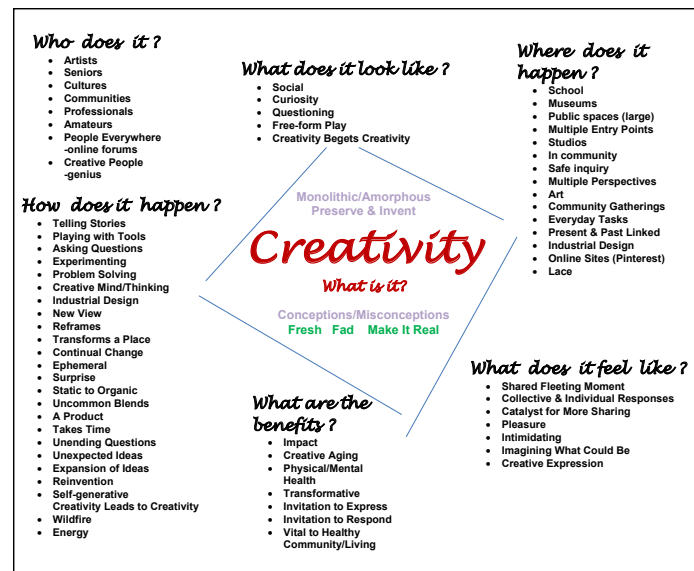 Who does it ?
Artists
Seniors
Cultures
Communities
Professionals
Amateurs
People Everywhere
-online forums
Creative People
-genius
What does it look like ?
Social
Curiosity
Questioning
Free-form Play
Creativity Begets Creativity
Where does it
happen ?
School
Museums
Public spaces (large)
Multiple Entry Points
Studios
In community
Safe inquiry
Multiple Perspectives
Art
Community Gatherings
Everyday Tasks
Present & Past Linked
Industrial Design
Online Sites (Pinterest)
Lace
How does it happen ?
Telling Stories
Playing with Tools
Asking Questions
Experimenting
Problem Solving
Creative Mind/Thinking
Industrial Design
New View
Reframes
Transforms a Place
Continual Change
Ephemeral
Surprise
Static to Organic
Uncommon Blends
A Product
Takes Time
Unending Questions
Unexpected Ideas
Expansion of Ideas
Reinvention
Self-generative
Creativity Leads to Creativity
Wildfire
Energy
Monolithic/Amorphous
Preserve & Invent
Creativity
What is it?
Conceptions/Misconceptions
Fresh Fad Make It Real
What are the
benefits ?
Impact
Creative Aging
Physical/Mental
Health
Transformative
Invitation to Express
Invitation to Respond
Vital to Healthy
Community/Living
What does it feel like ?
Shared Fleeting Moment
Collective & Individual Responses
Catalyst for More Sharing
Pleasure
Intimidating
Imagining What Could Be
Creative Expression